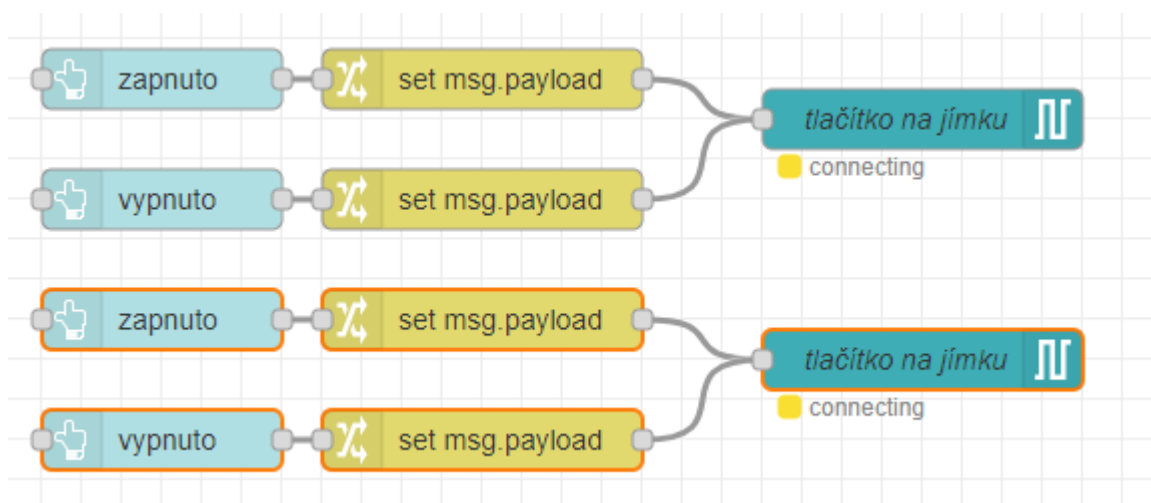 zapnuto set msg.payload
tlačítko na jímku
connecting
vypnuto set msg.payload
zapnuto set msg.payload
tlačítko na jímku
connecting
vypnuto set msg.payload